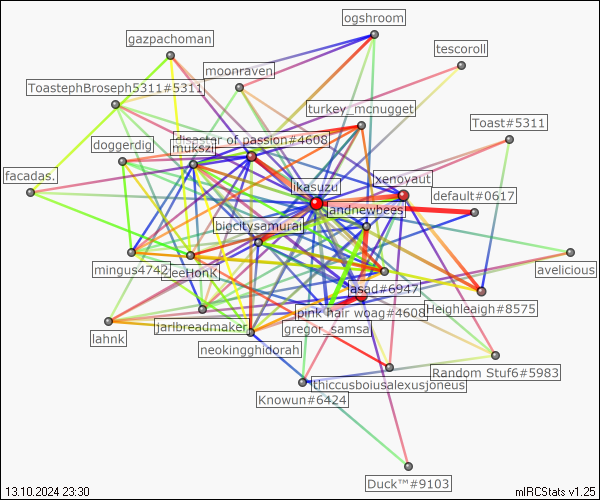 ogshroom
gazpachoman
tescoroll
moonraven
ToastephBroseph5311#5311
turkey_mcnugget
Toast#5311
disaster of passion#4608
doggerdig
mukszi
facadas.
jikasuzu
xenoyaut
default#0617
andnewbees
bigcitysamurai
mingus4742
ZeeHonK
avelicious
asad#6947
Heighleaigh#8575
pink hair woag#4608
jarlbreadmaker
gregor_samsa
lahnk
neokingghidorah
Random Stuf6#5983
thiccusboiusalexusjoneus
Knowun#6424
Duck™#9103
13.10.2024 23:30
mIRCStats v1.25